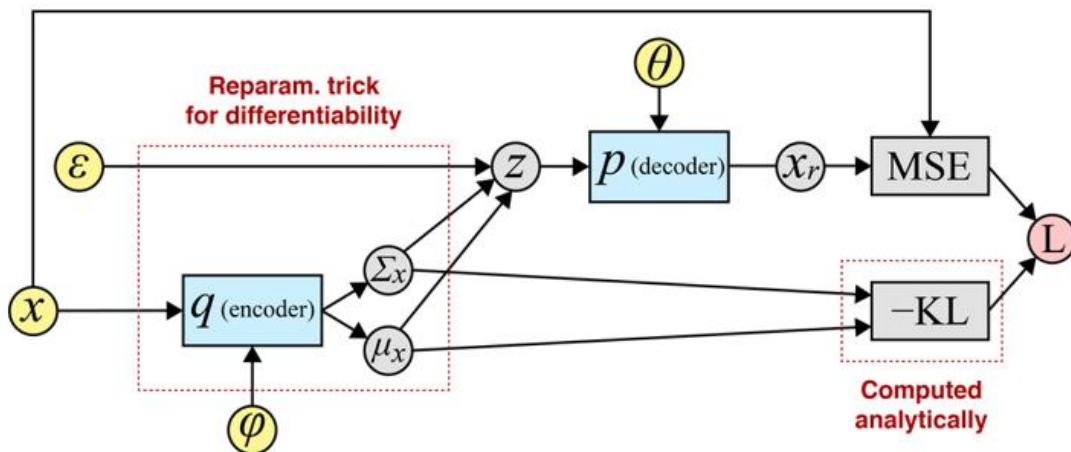 Reparam. trick
for differentiability
θ
ε
z
p (decoder)
x_r
MSE
L
Σ_x
x
q (encoder)
μ_x
−KL
φ
Computed
analytically